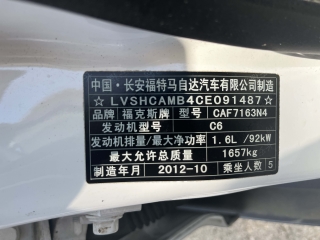 中国·长安福特马自达汽车有限公司制造
☆LVSHCAMB4CE091487☆
品牌 福克斯牌 型号 CAF7163N4
发动机型号 C6
发动机排量/最大净功率 1.6L/92kW
最大允许总质量 1657kg
制造年月 2012-10 乘坐人数 5